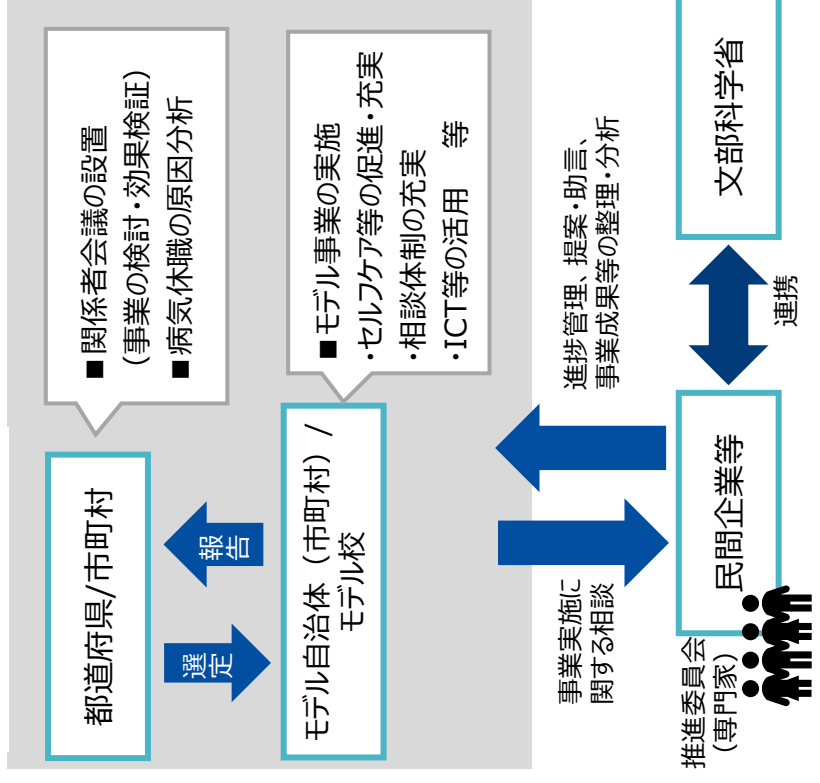 都道府県/市町村
■関係者会議の設置
(事業の検討・効果検証)
■病気休職の原因分析
選定
報告
モデル自治体（市町村）/
モデル校
■モデル事業の実施
・セルフケア等の促進・充実
・相談体制の充実
・ICT等の活用　等
事業実施に
関する相談
進捗管理、提案・助言、
事業成果等の整理・分析
推進委員会
（専門家）
民間企業等
連携
文部科学省